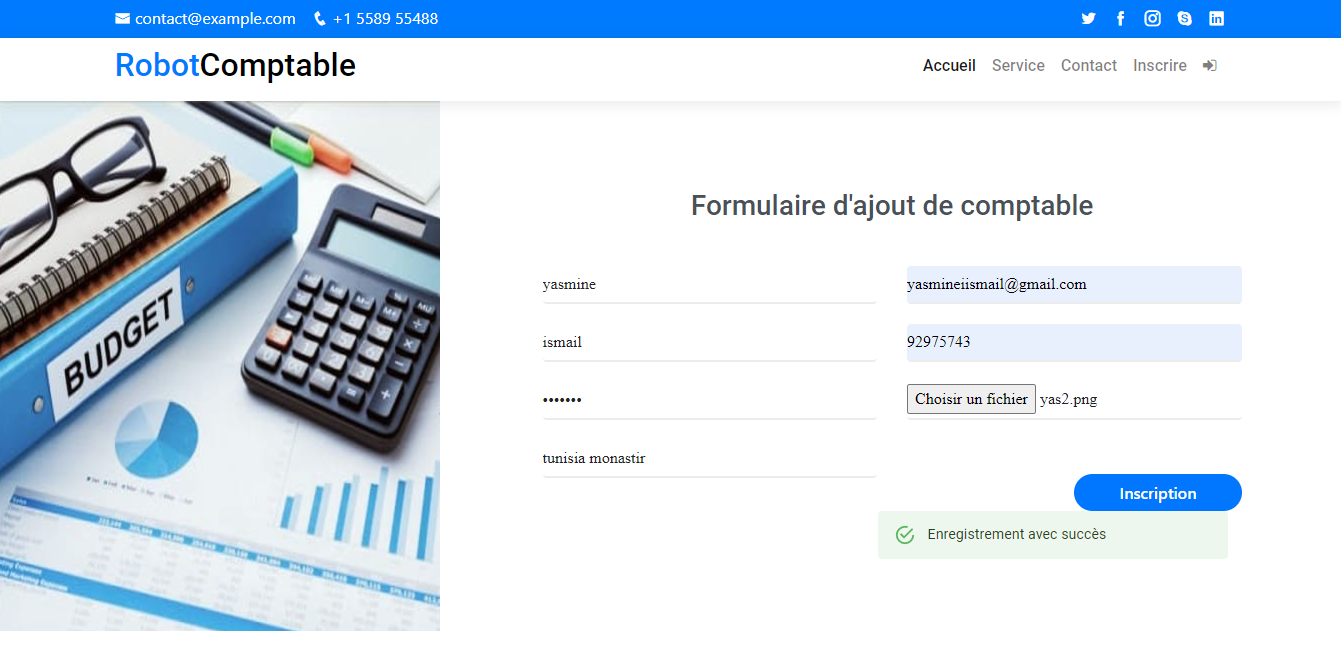 contact@example.com +1 5589 55488
RobotComptable
Accueil Service Contact Inscrire
BUDGET
Formulaire d'ajout de comptable
yasmine
yasmineiismail@gmail.com
ismail
92975743
•••••••
Choisir un fichier yas2.png
tunisia monastir
Inscription
Enregistrement avec succès